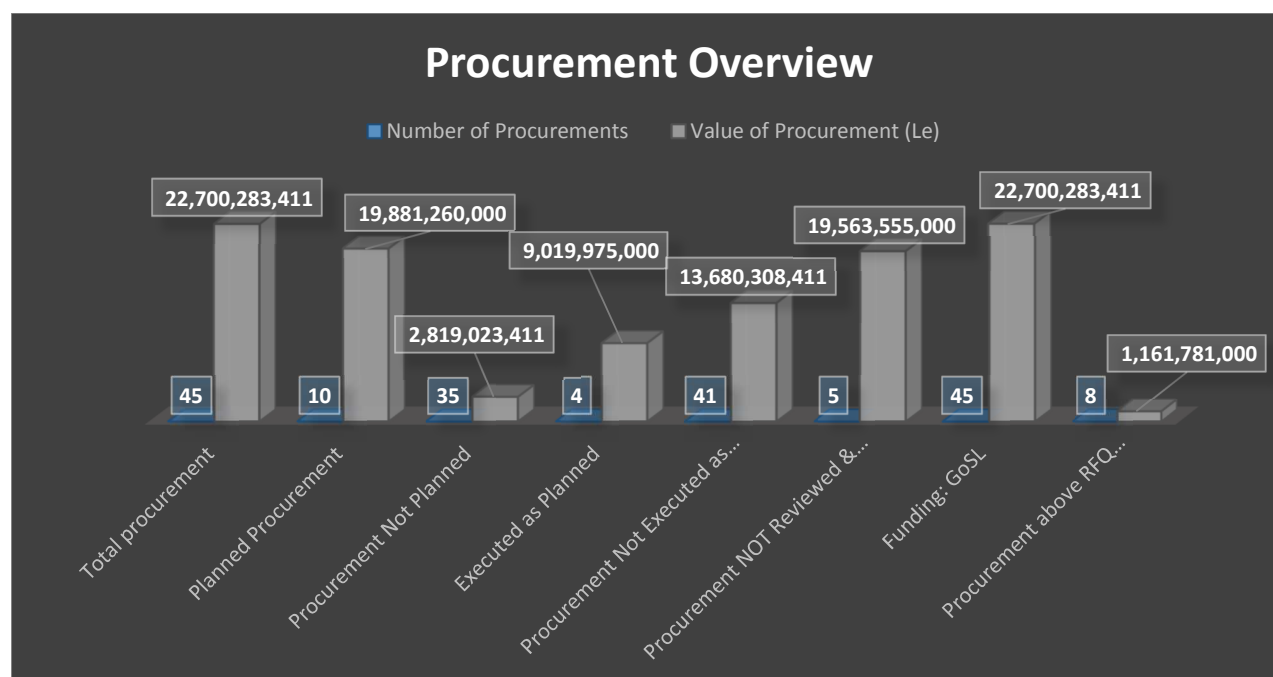 Procurement Overview
Number of Procurements
Value of Procurement (Le)
22,700,283,411
19,881,260,000
2,819,023,411
9,019,975,000
13,680,308,411
19,563,555,000
22,700,283,411
1,161,781,000
45
10
35
4
41
5
45
8
Total procurement
Planned Procurement
Procurement Not Planned
Executed as Planned
Procurement Not Executed as...
Procurement NOT Reviewed &...
Funding: GoSL
Procurement above RFQ...